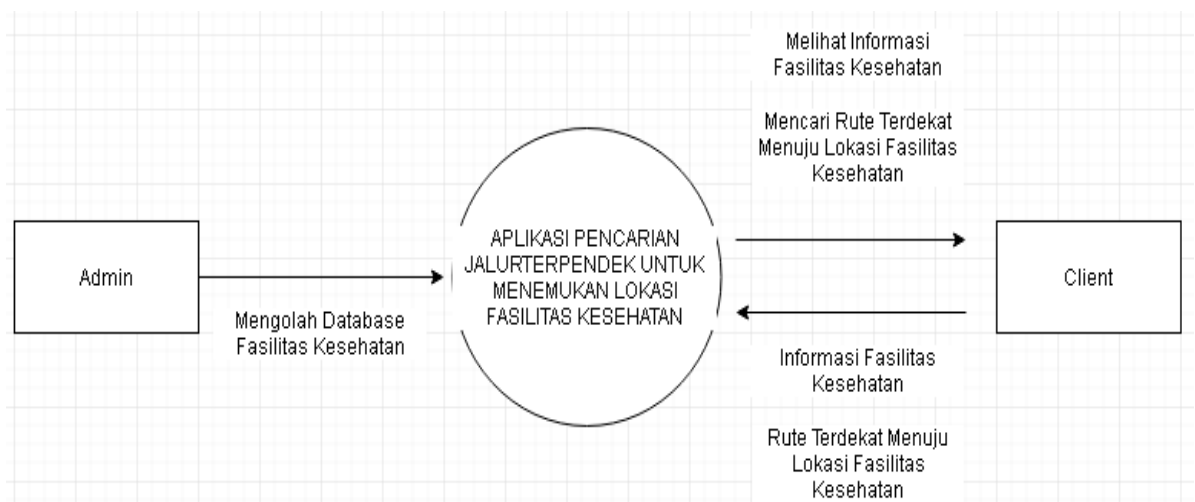 Melihat Informasi
Fasilitas Kesehatan
Mencari Rute Terdekat
Menuju Lokasi Fasilitas
Kesehatan
Admin
Mengolah Database
Fasilitas Kesehatan
APLIKASI PENCARIAN
JALURTERPENDEK UNTUK
MENEMUKAN LOKASI
FASILITAS KESEHATAN
Client
Informasi Fasilitas
Kesehatan
Rute Terdekat Menuju
Lokasi Fasilitas
Kesehatan